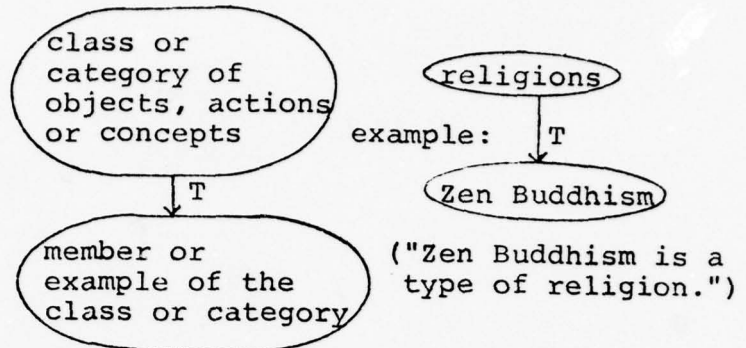 class or
category of
objects, actions
or concepts
T
member or
example of the
class or category
example:
religions
T
Zen Buddhism
("Zen Buddhism is a
type of religion.")